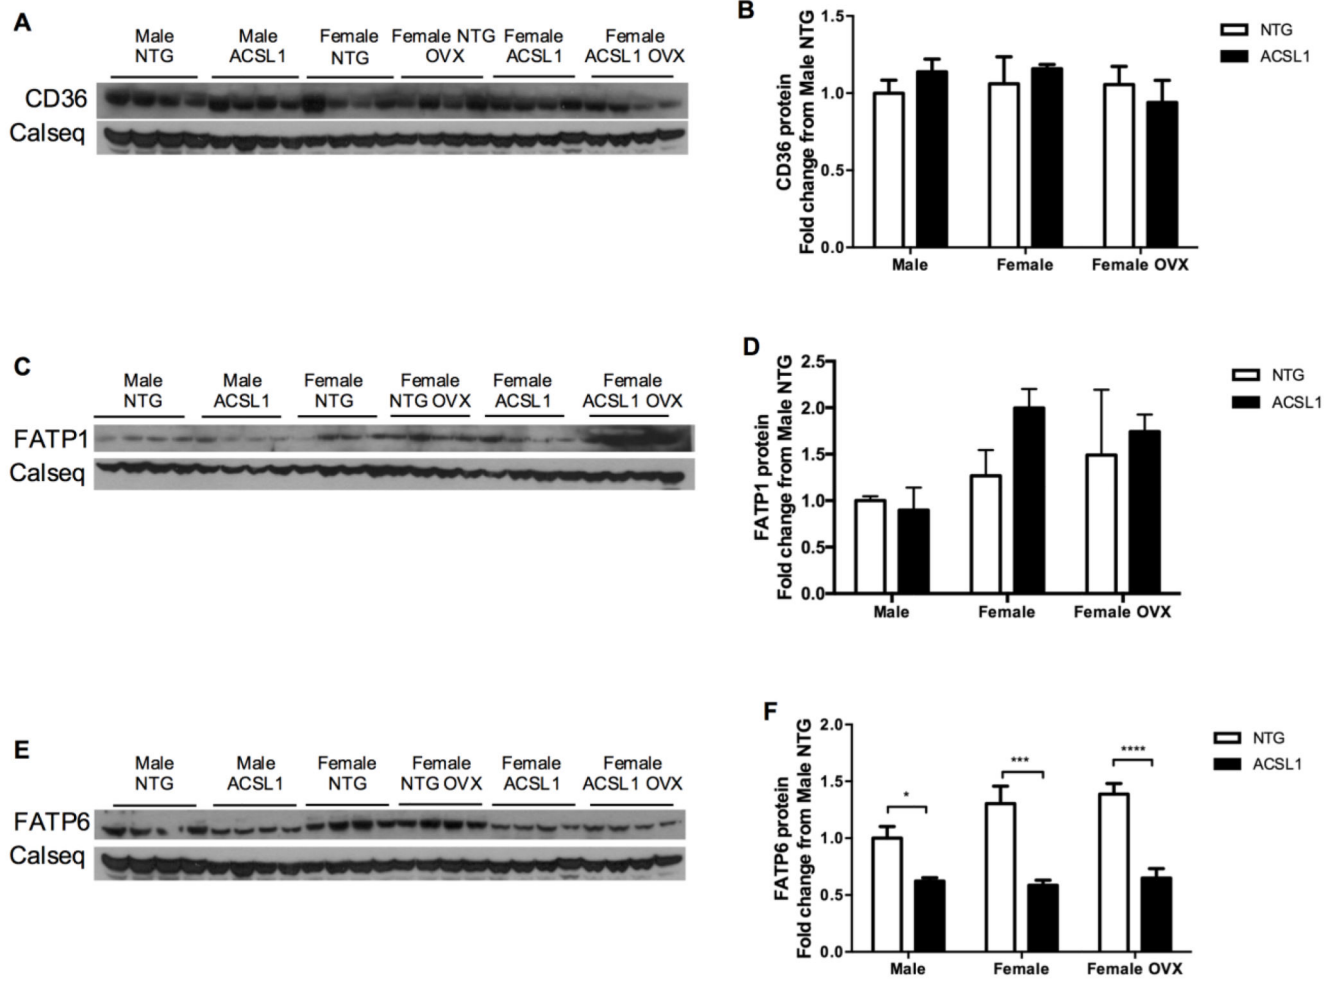 A
Male
NTG
Male
ACSL1
Female
NTG
Female NTG
OVX
Female
ACSL1
Female
ACSL1 OVX
CD36
Calseq
B
CD36 protein
Fold change from Male NTG
1.5
1.0
0.5
0.0
Male
Female
Female OVX
NTG
ACSL1
C
Male
NTG
Male
ACSL1
Female
NTG
Female
NTG OVX
Female
ACSL1
Female
ACSL1 OVX
FATP1
Calseq
D
FATP1 protein
Fold change from Male NTG
2.5
2.0
1.5
1.0
0.5
0.0
Male
Female
Female OVX
NTG
ACSL1
E
Male
NTG
Male
ACSL1
Female
NTG
Female
NTG OVX
Female
ACSL1
Female
ACSL1 OVX
FATP6
Calseq
F
FATP6 protein
Fold change from Male NTG
2.0
1.5
1.0
0.5
0.0
*
***
****
Male
Female
Female OVX
NTG
ACSL1